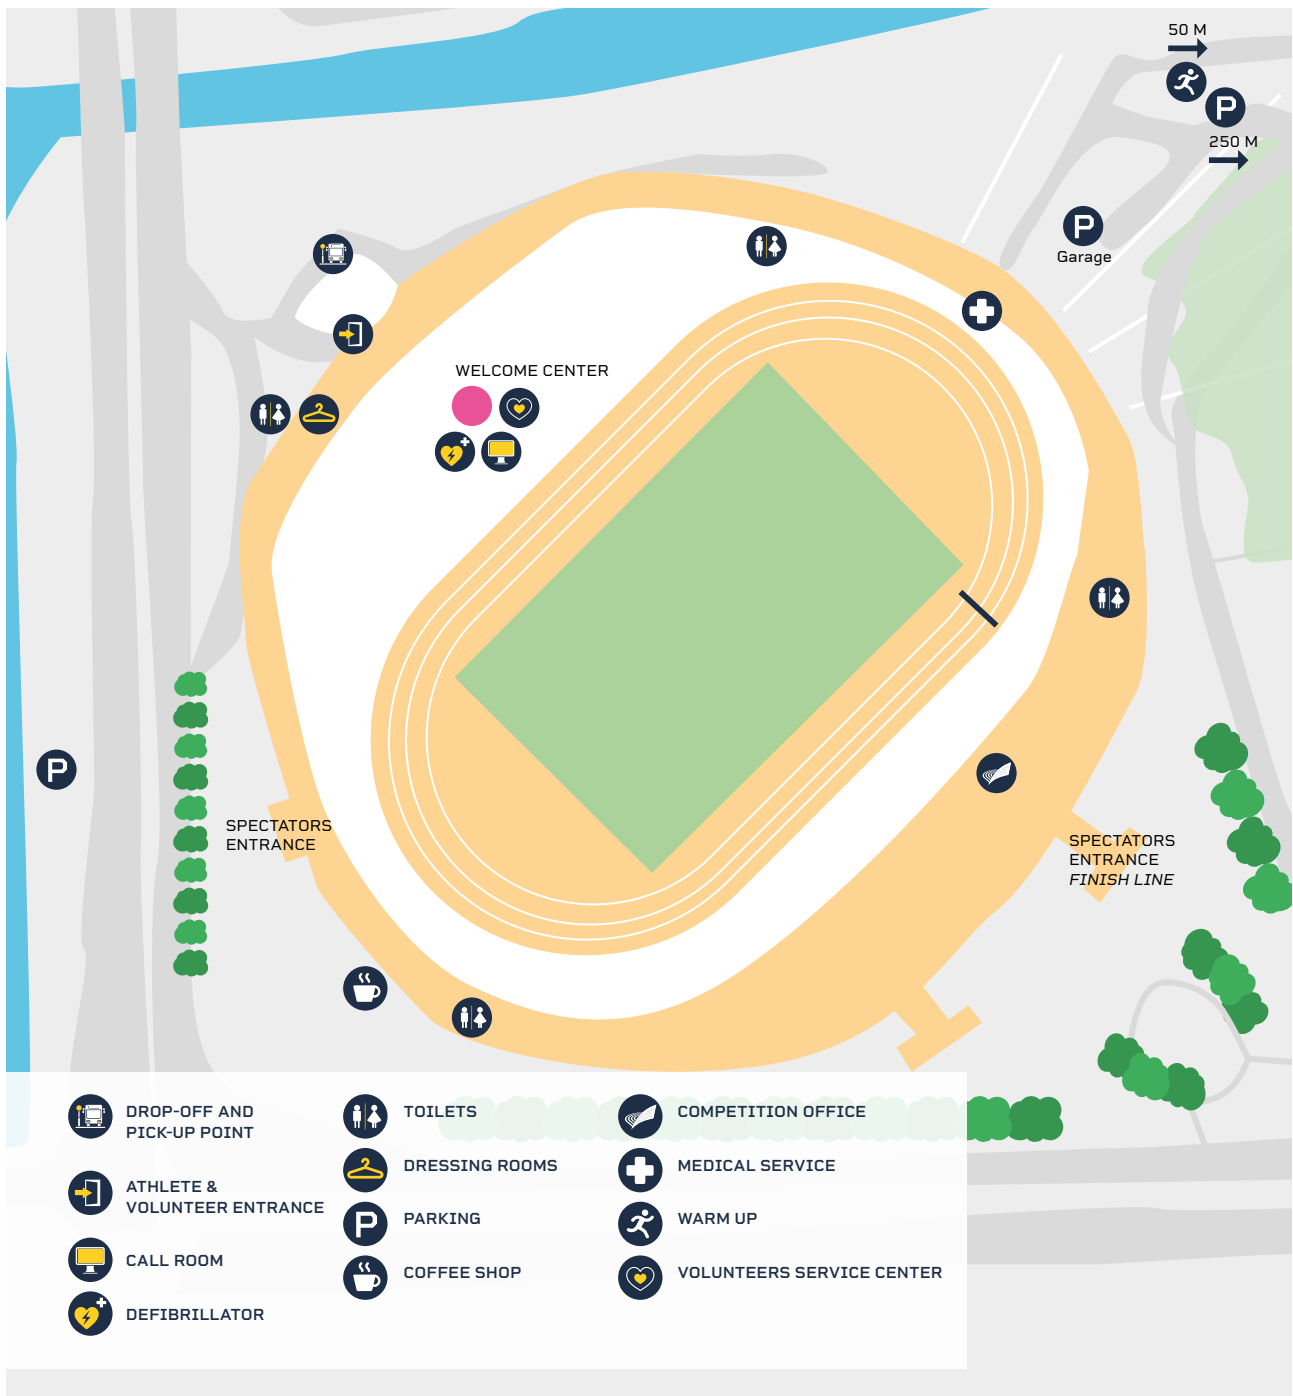 50 M
P
250 M
P
Garage
WELCOME CENTER
P
SPECTATORS
ENTRANCE
SPECTATORS
ENTRANCE
FINISH LINE
DROP-OFF AND
PICK-UP POINT
ATHLETE &
VOLUNTEER ENTRANCE
CALL ROOM
DEFIBRILLATOR
TOILETS
DRESSING ROOMS
P
PARKING
COFFEE SHOP
COMPETITION OFFICE
MEDICAL SERVICE
WARM UP
VOLUNTEERS SERVICE CENTER